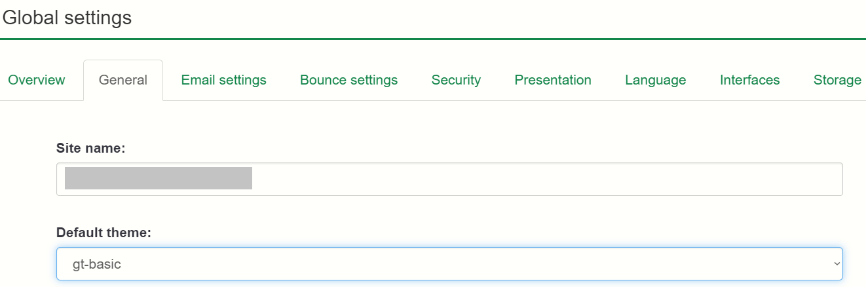 Global settings
Overview General Email settings Bounce settings Security Presentation Language Interfaces Storage
Site name:
Default theme:
gt-basic